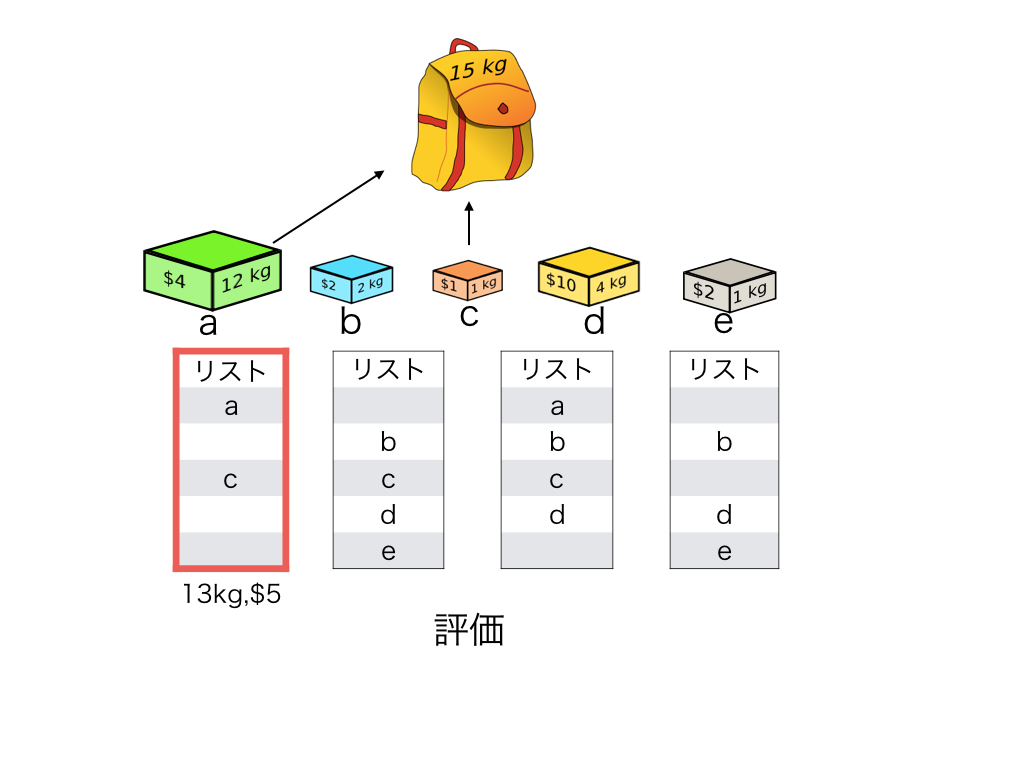 15 kg
$4 12 kg
$2 2 kg
$1 1 kg
$10 4 kg
$2 1 kg
a b c d e
リスト リスト リスト リスト
a a
b b b
c c c
d d d
e e
13kg,$5
評価